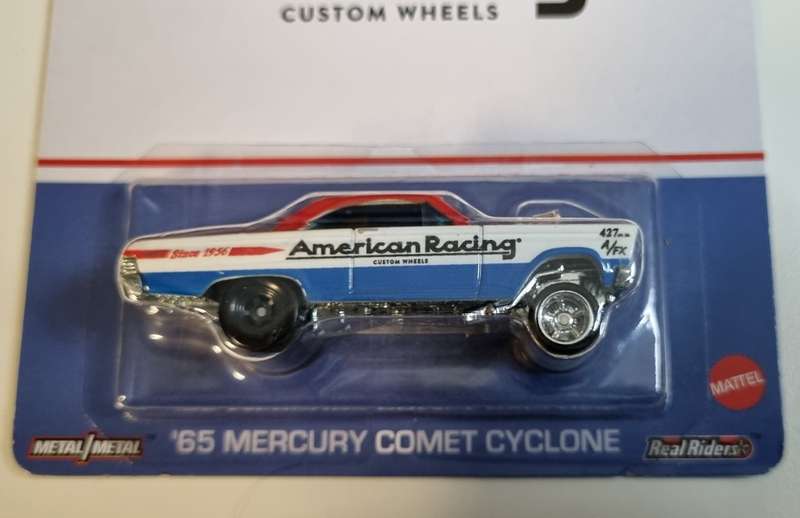 CUSTOM WHEELS
Since 1956
American Racing
CUSTOM WHEELS
427
A/FX
MATTEL
METAL/METAL
'65 MERCURY COMET CYCLONE
Real Riders